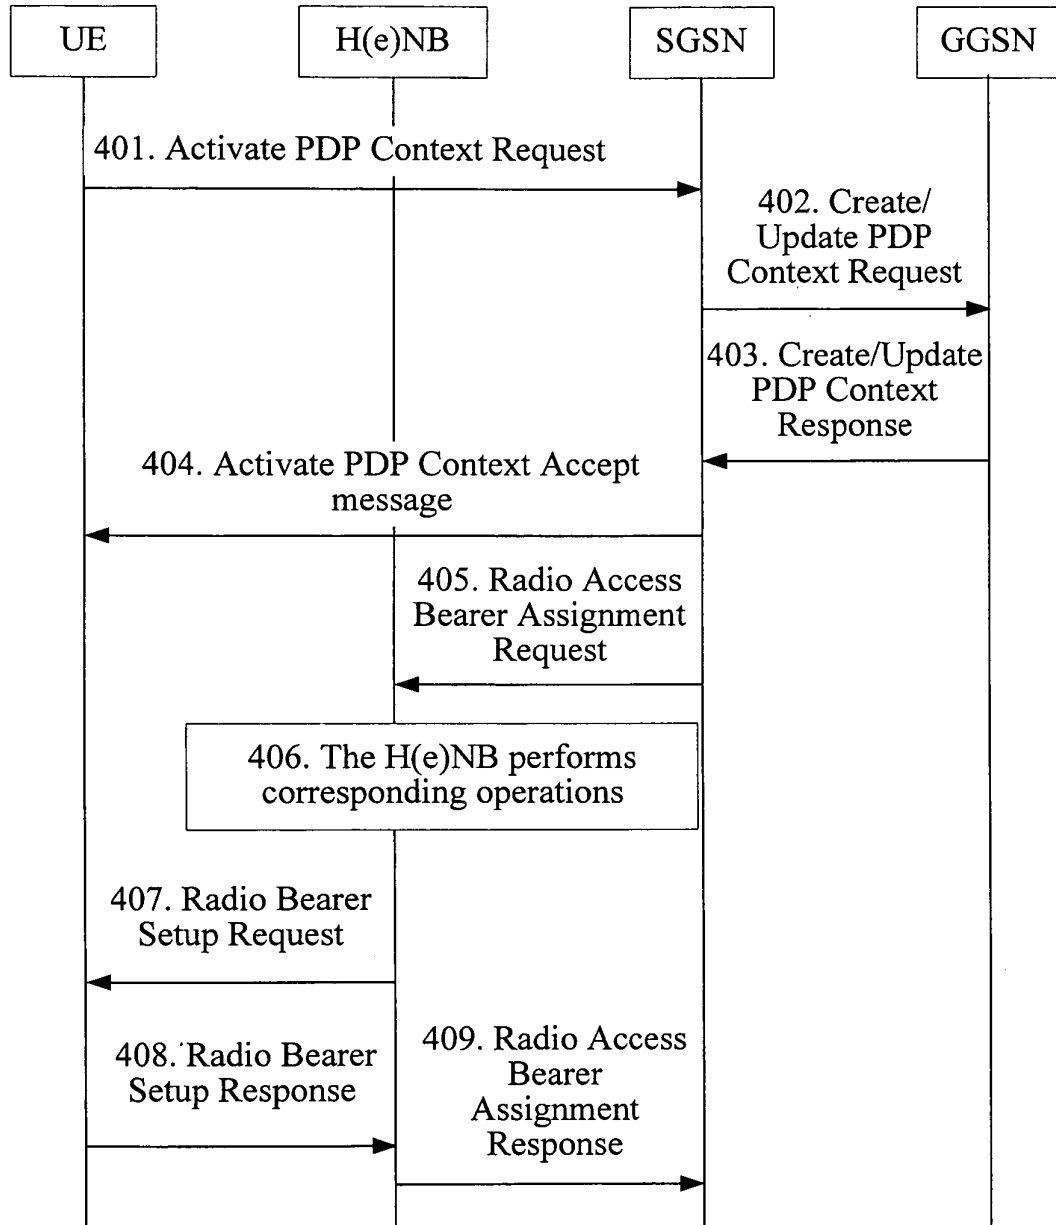 UE
H(e)NB
SGSN
GGSN
401. Activate PDP Context Request
402. Create/
Update PDP
Context Request
403. Create/Update
PDP Context
Response
404. Activate PDP Context Accept
message
405. Radio Access
Bearer Assignment
Request
406. The H(e)NB performs
corresponding operations
407. Radio Bearer
Setup Request
408. Radio Bearer
Setup Response
409. Radio Access
Bearer
Assignment
Response